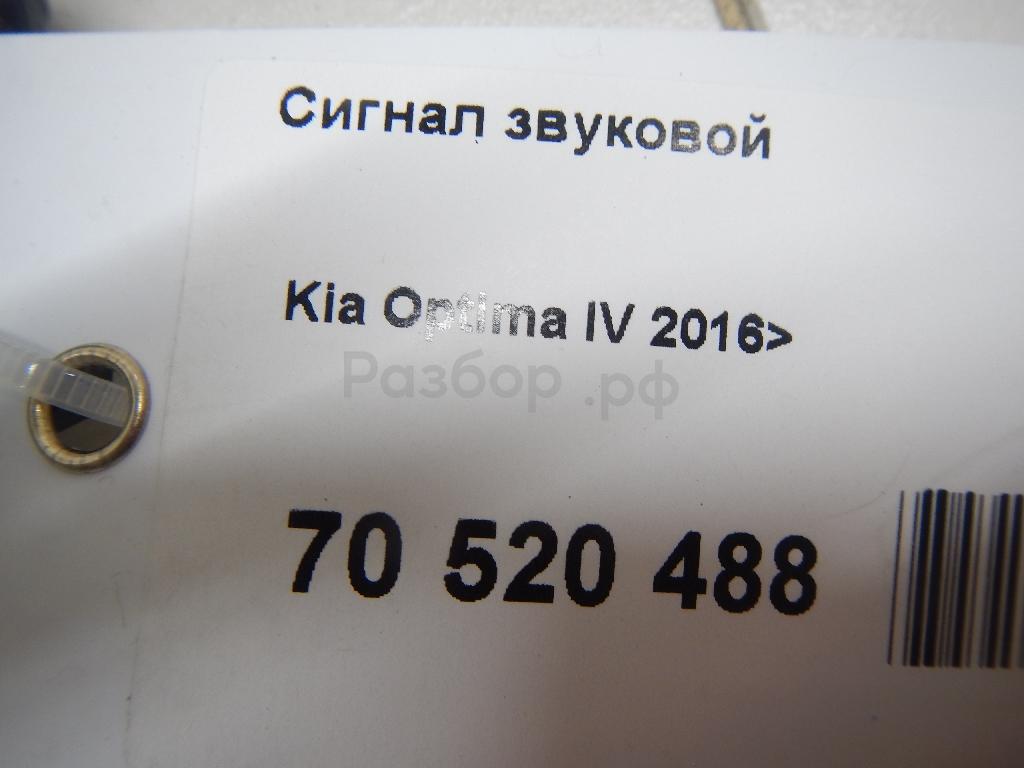 Сигнал звуковой
Kia Optima IV 2016>
Разбор.рф
70 520 488